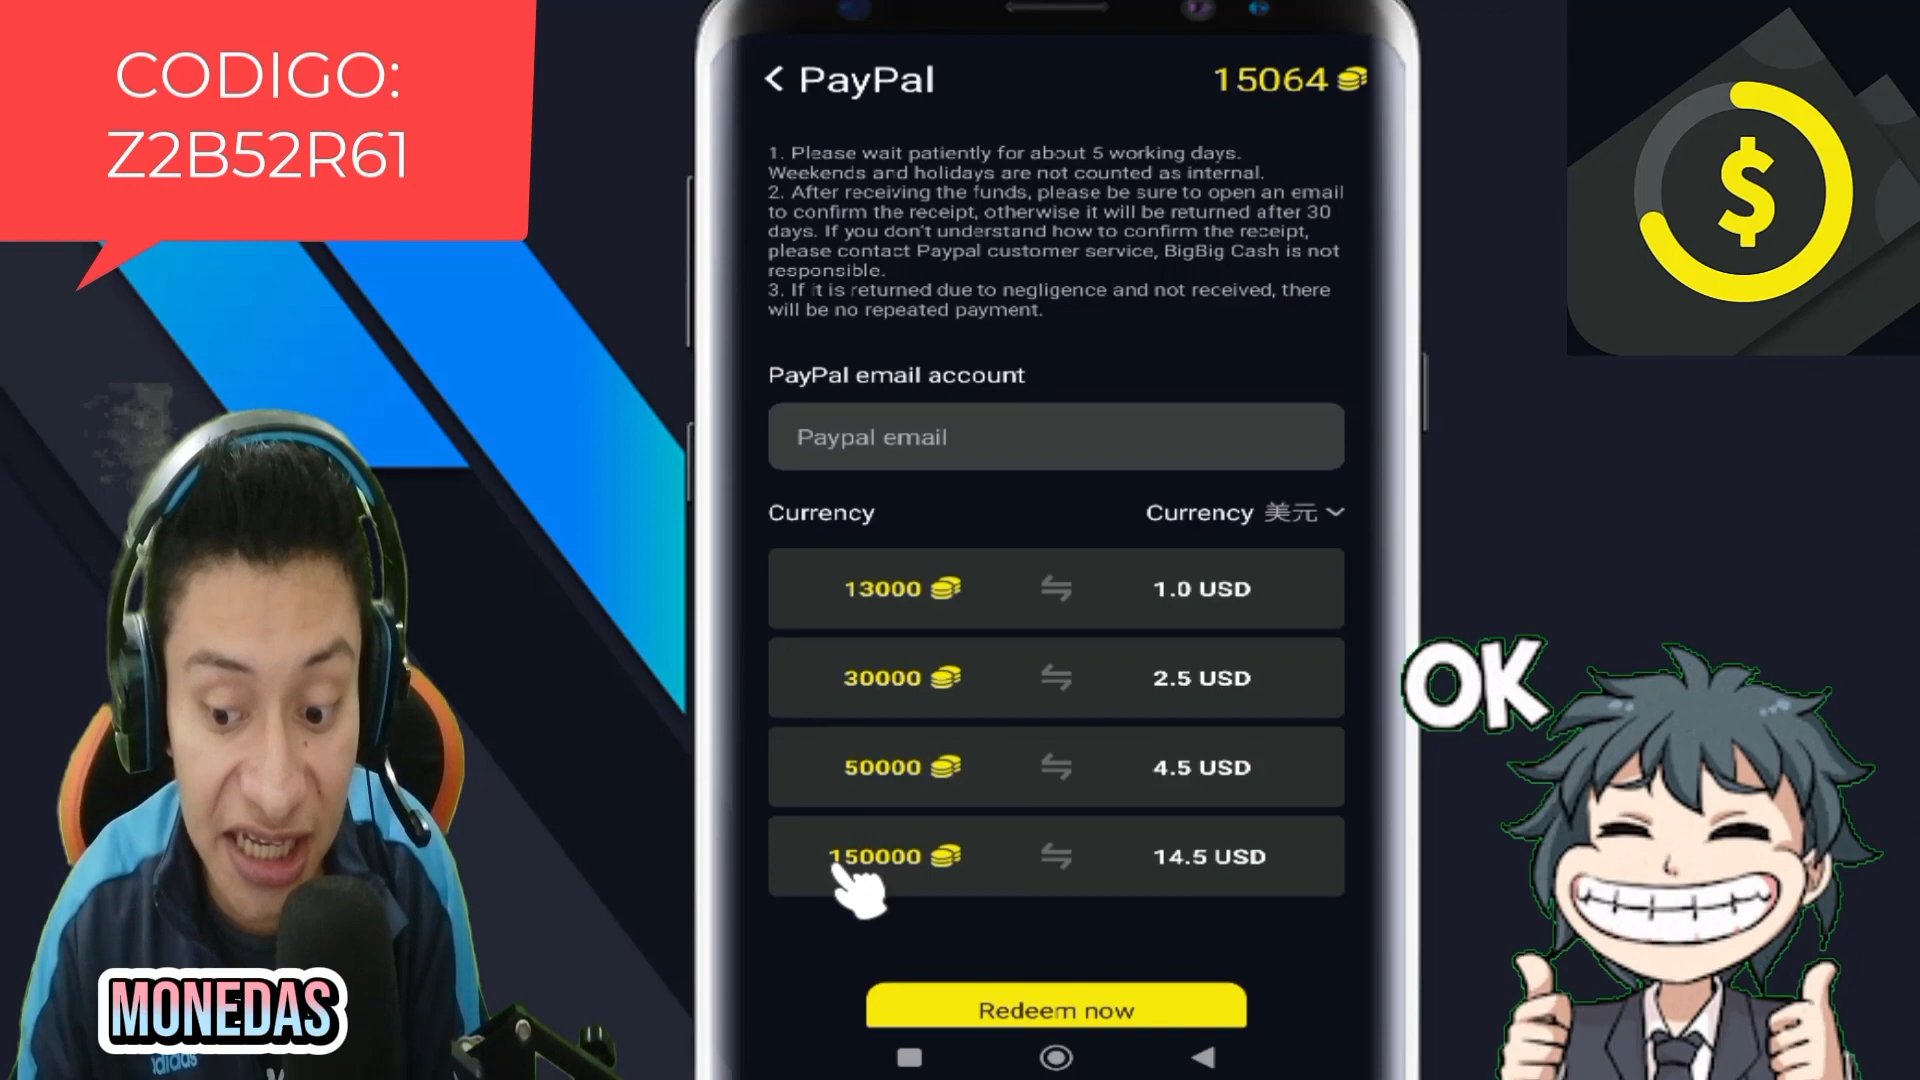 CODIGO:
Z2B52R61
PayPal
15064
1. Please wait patiently for about 5 working days.
Weekends and holidays are not counted as internal.
2. After receiving the funds, please be sure to open an email
to confirm the receipt, otherwise it will be returned after 30
days. If you don't understand how to confirm the receipt,
please contact Paypal customer service, BigBig Cash is not
responsible.
3. If it is returned due to negligence and not received, there
will be no repeated payment.
PayPal email account
Paypal email
Currency
Currency 美元
13000 1.0 USD
30000 2.5 USD
50000 4.5 USD
150000 14.5 USD
Redeem now
$
OK
MONEDAS
adidas